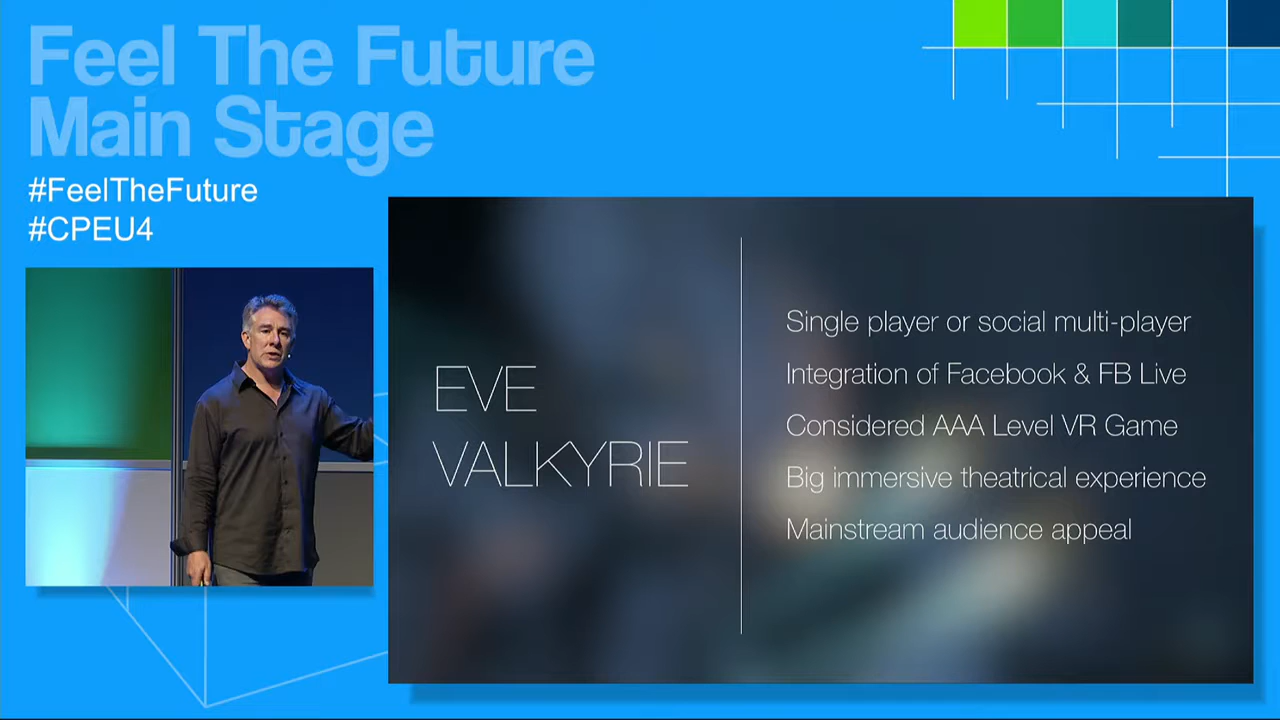 Feel The Future
Main Stage
#FeelTheFuture
#CPEU4
EVE
VALKYRIE
Single player or social multi-player
Integration of Facebook & FB Live
Considered AAA Level VR Game
Big immersive theatrical experience
Mainstream audience appeal